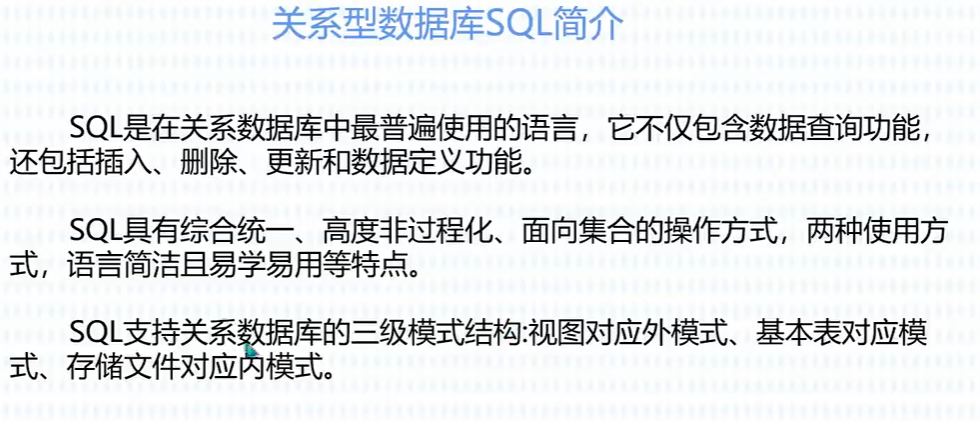 关系型数据库SQL简介
SQL是在关系数据库中最普遍使用的语言，它不仅包含数据查询功能，
还包括插入、删除、更新和数据定义功能。
SQL具有综合统一、高度非过程化、面向集合的操作方式，两种使用方
式，语言简洁且易学易用等特点。
SQL支持关系数据库的三级模式结构:视图对应外模式、基本表对应模
式、存储文件对应内模式。